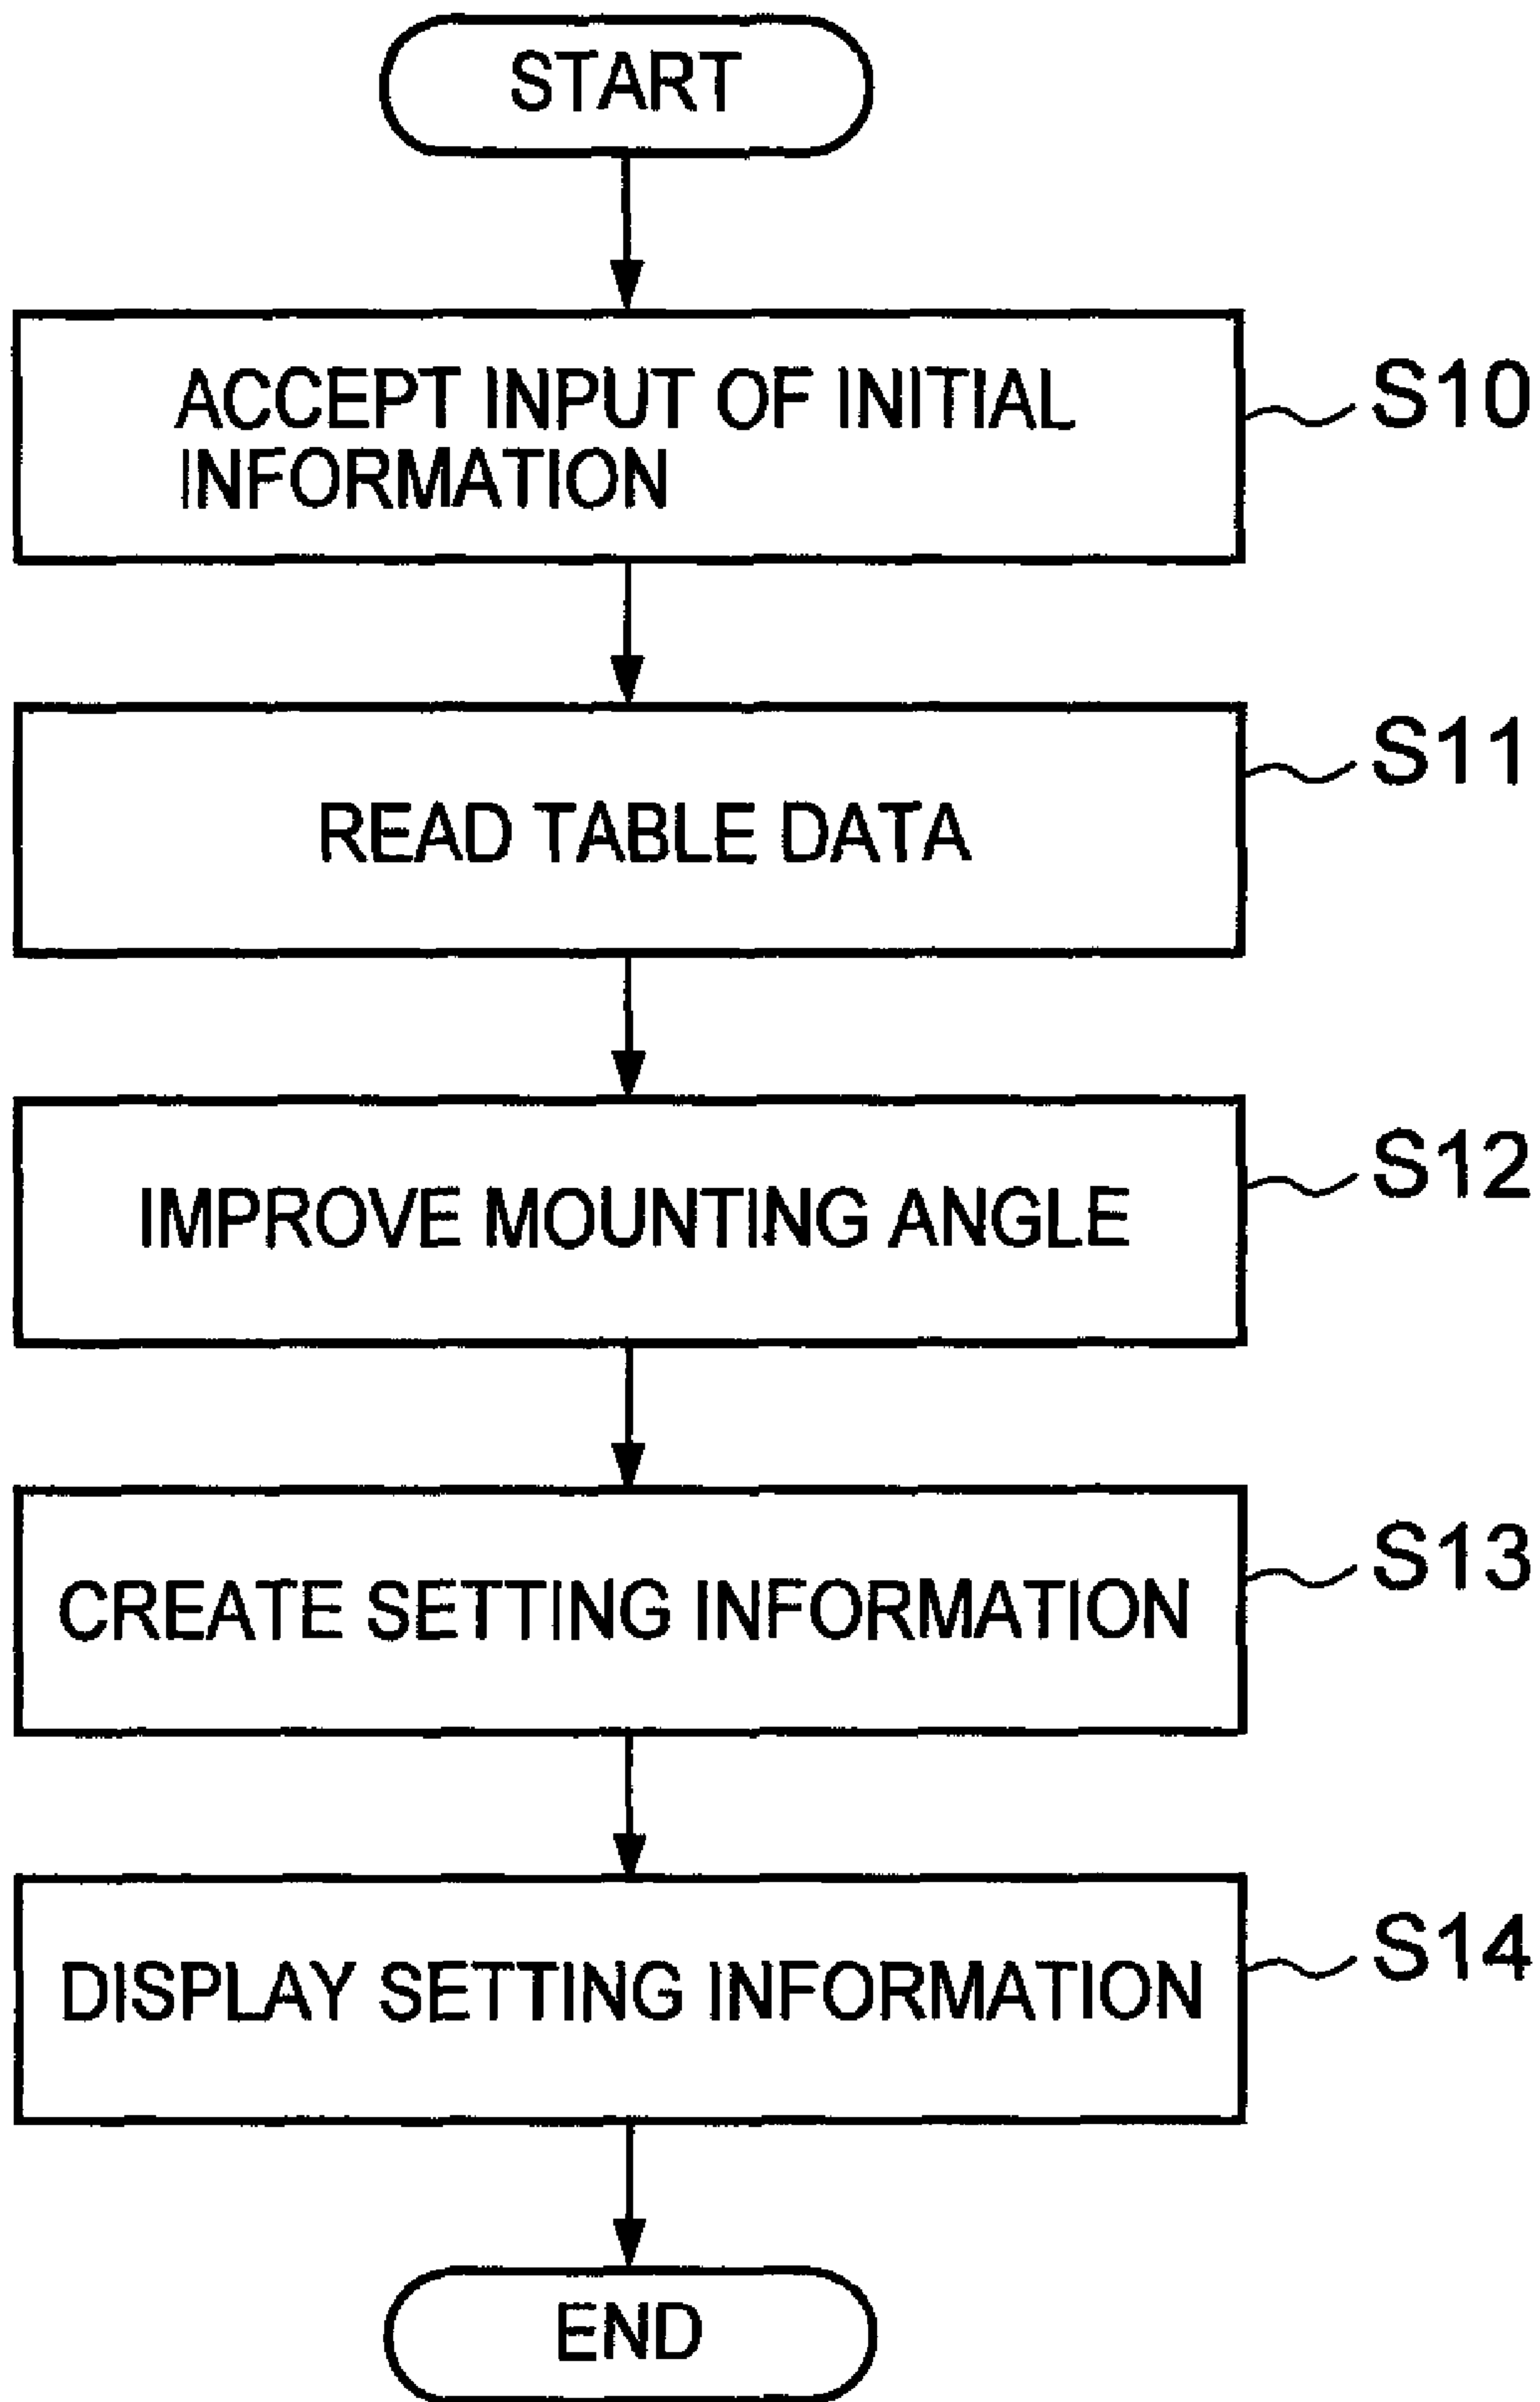 START
ACCEPT INPUT OF INITIAL
INFORMATION
S10
READ TABLE DATA
S11
IMPROVE MOUNTING ANGLE
S12
CREATE SETTING INFORMATION
S13
DISPLAY SETTING INFORMATION
S14
END